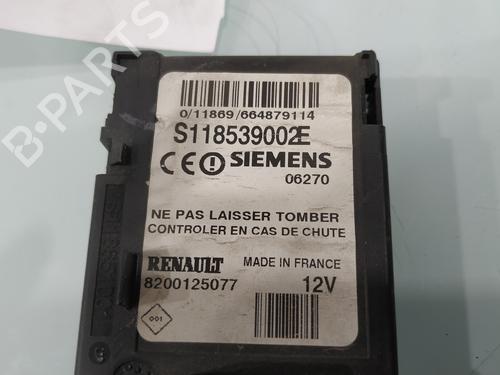 0/11869/664879114
S118539002E
CE SIEMENS
06270
NE PAS LAISSER TOMBER
CONTROLER EN CAS DE CHUTE
RENAULT MADE IN FRANCE
8200125077 12V
001
B-PARTS